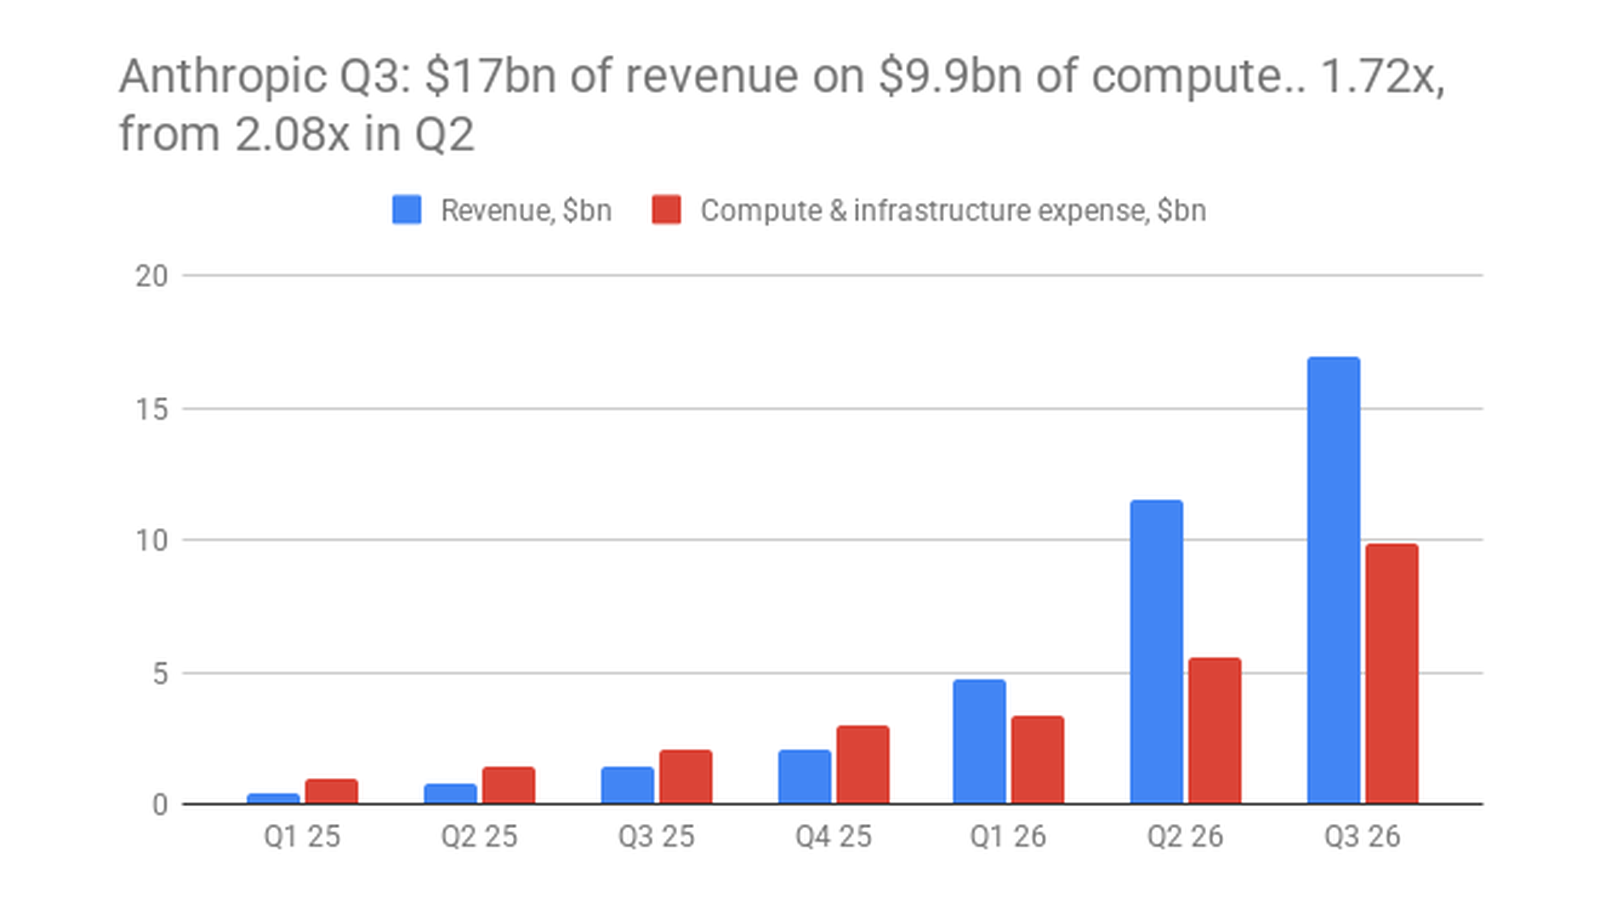 Anthropic Q3: $17bn of revenue on $9.9bn of compute.. 1.72x,
from 2.08x in Q2
Revenue, $bn
Compute & infrastructure expense, $bn
20
15
10
5
0
Q1 25
Q2 25
Q3 25
Q4 25
Q1 26
Q2 26
Q3 26